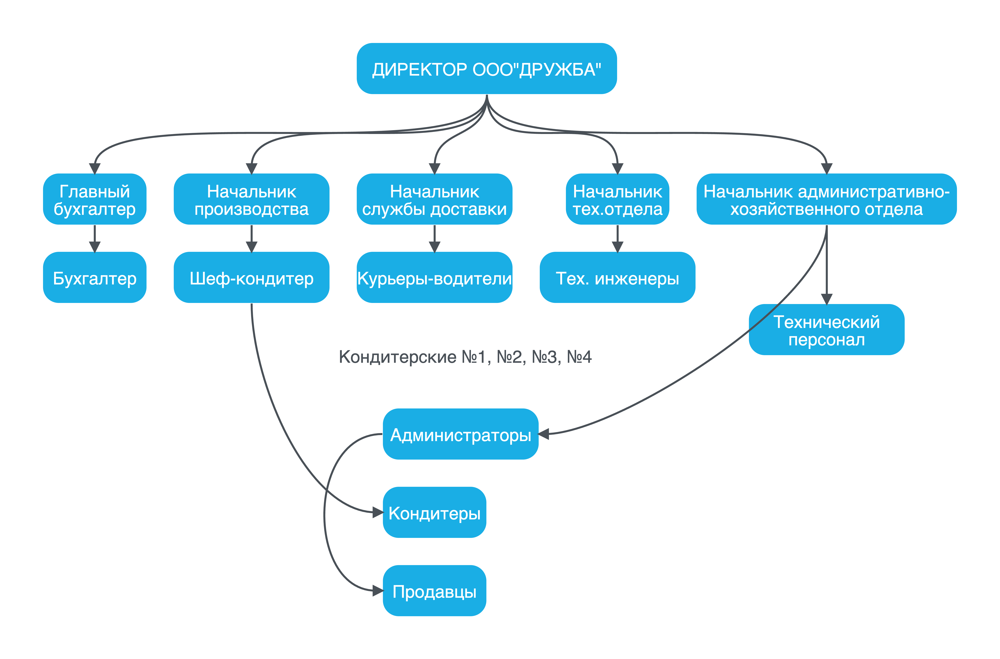 ДИРЕКТОР ООО"ДРУЖБА"
Главный
бухгалтер
Начальник
производства
Начальник
службы доставки
Начальник
тех.отдела
Начальник административно-
хозяйственного отдела
Бухгалтер
Шеф-кондитер
Курьеры-водители
Тех. инженеры
Технический
персонал
Кондитерские №1, №2, №3, №4
Администраторы
Кондитеры
Продавцы